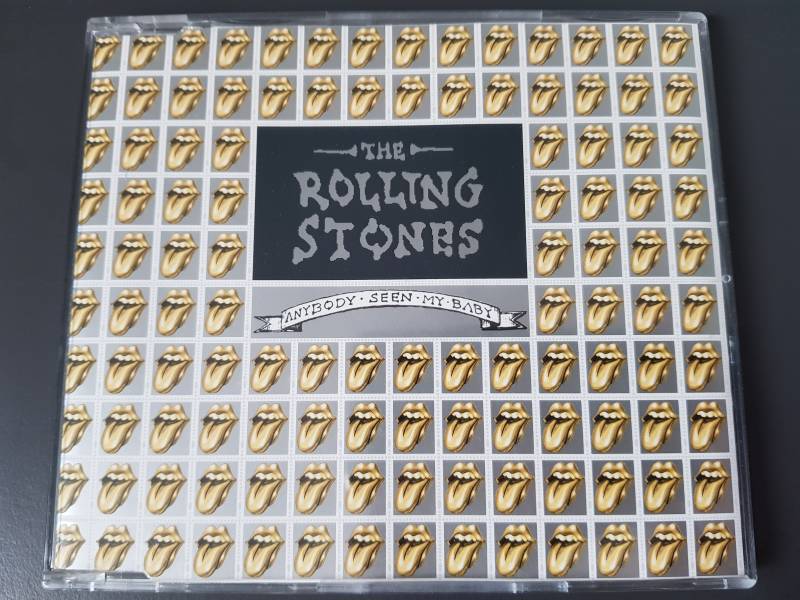 THE
ROLLING
STONES
ANYBODY · SEEN · MY · BABY